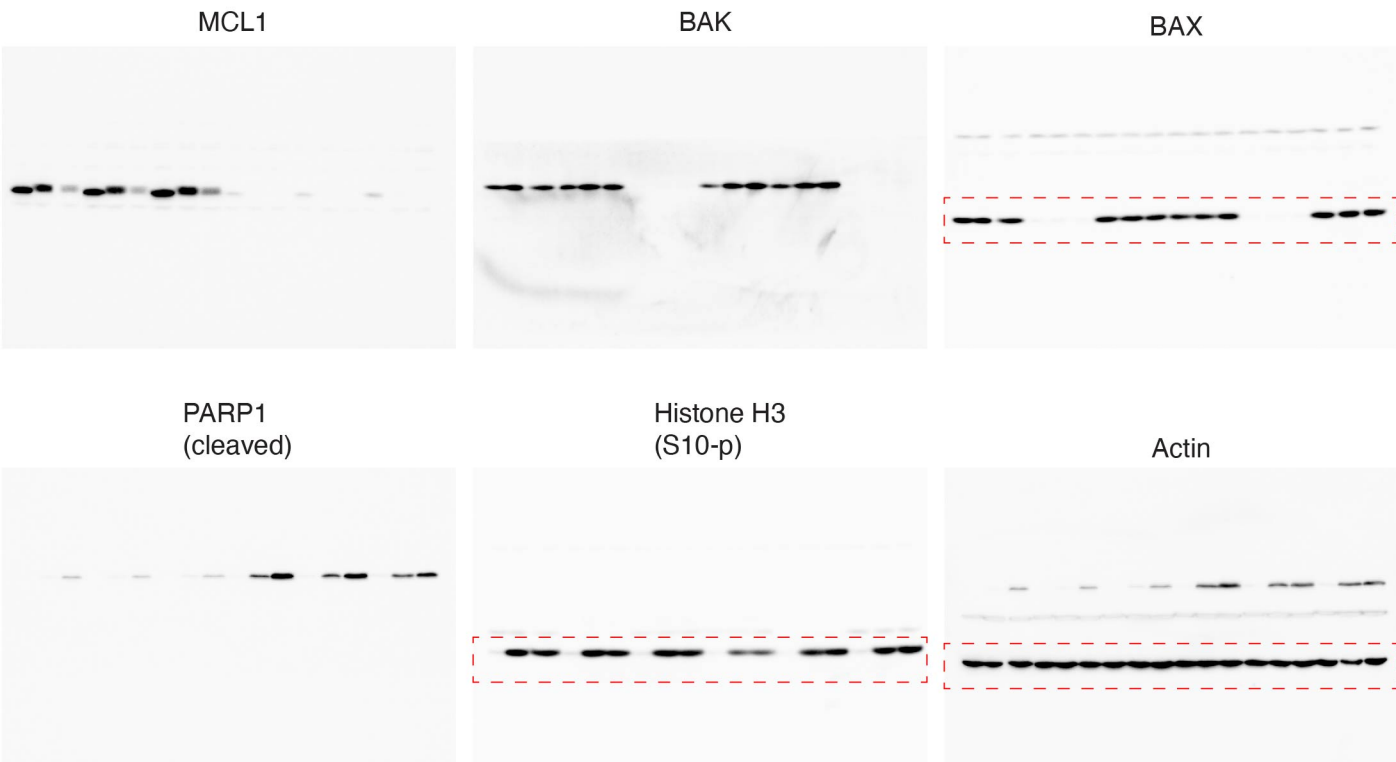 MCL1
BAK
BAX
PARP1
(cleaved)
Histone H3
(S10-p)
Actin